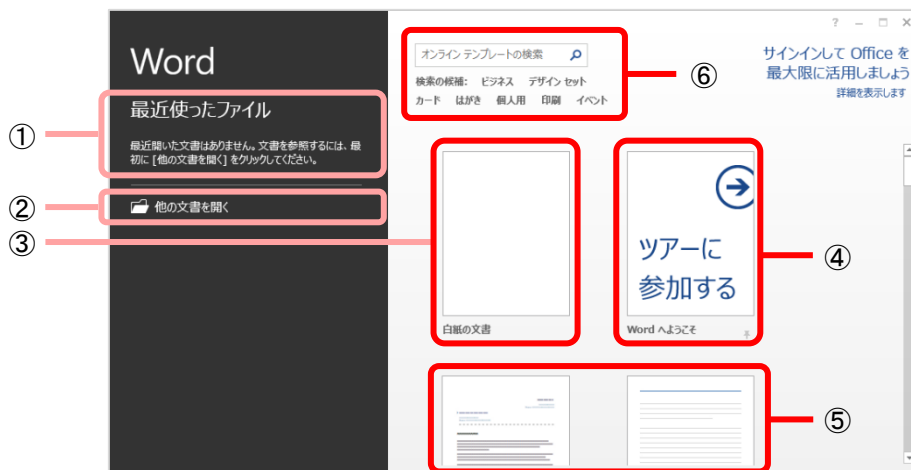 ? − □ ×
Word
オンライン テンプレートの検索
サインインして Office を
最大限に活用しましょう
詳細を表示します
検索の候補: ビジネス デザイン セット
カード はがき 個人用 印刷 イベント
⑥
最近使ったファイル
①
最近開いた文書はありません。文書を参照するには、最
初に [他の文書を開く] をクリックしてください。
②
他の文書を開く
③
ツアーに
参加する
④
白紙の文書
Word へようこそ
⑤